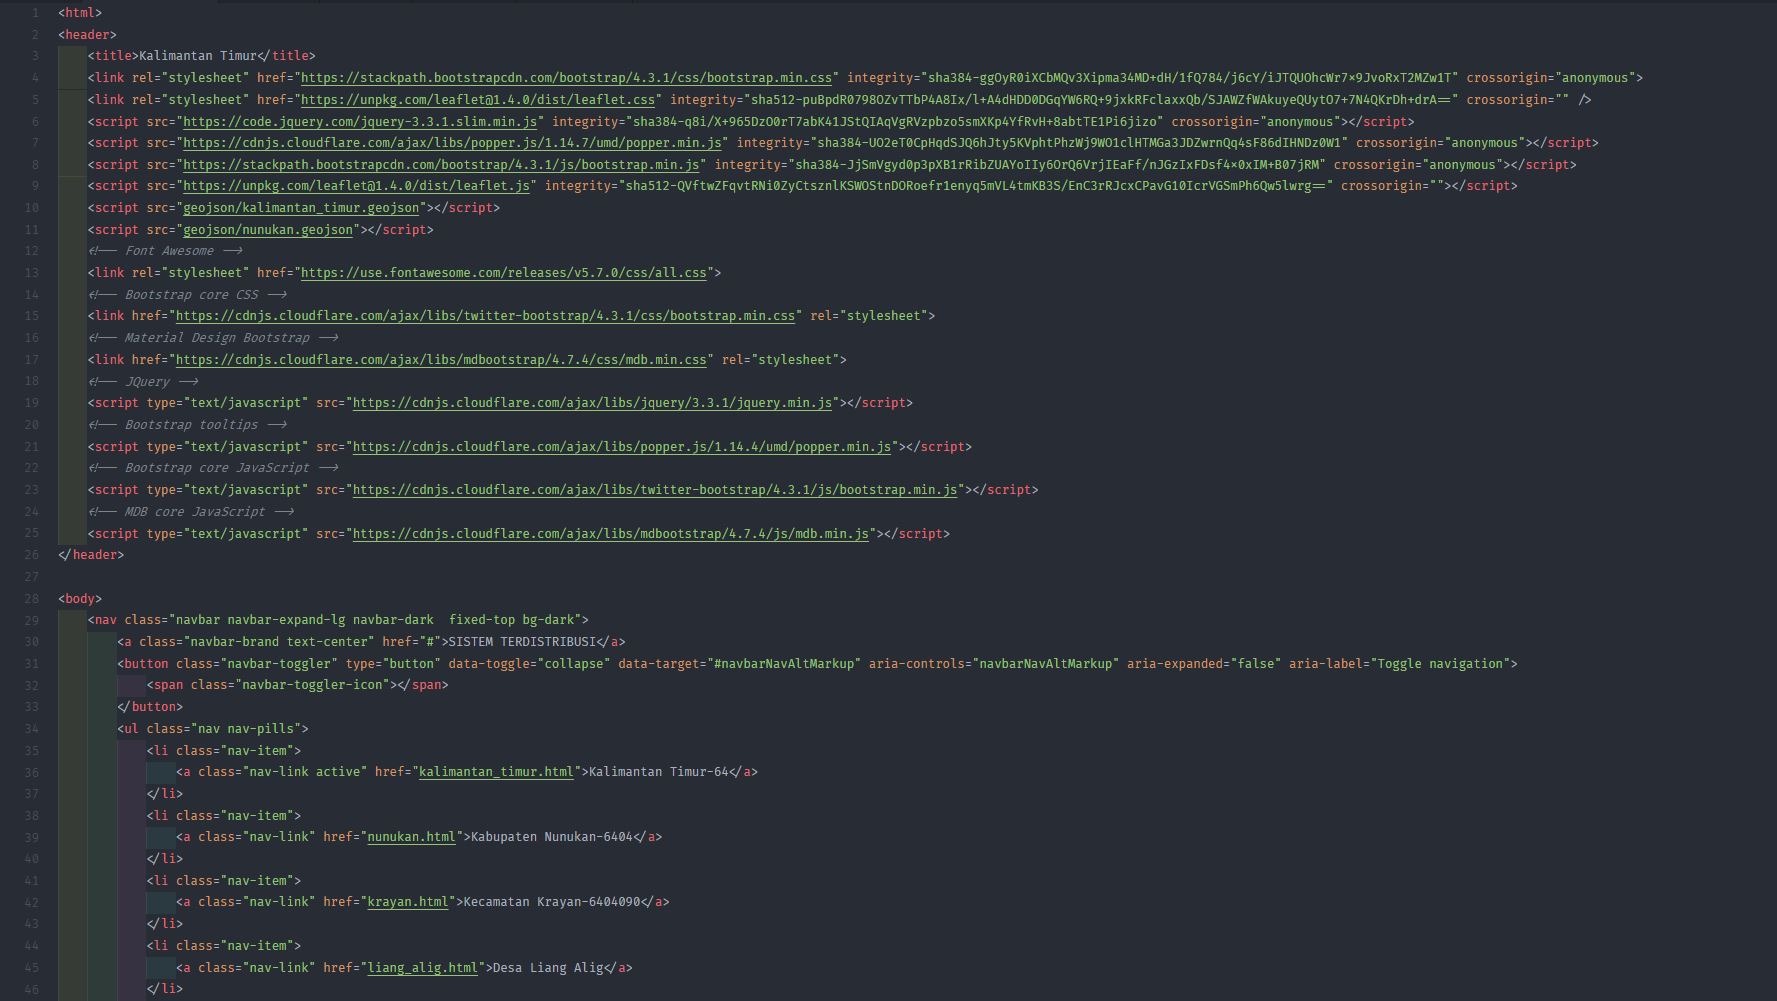 1 <html>
2 <header>
3 <title>Kalimantan Timur</title>
4 <link rel="stylesheet" href="https://stackpath.bootstrapcdn.com/bootstrap/4.3.1/css/bootstrap.min.css" integrity="sha384-ggOyR0iXCbMQv3Xipma34MD+dH/1fQ784/j6cY/iJTQUOhcWr7x9JvoRxT2MZw1T" crossorigin="anonymous">
5 <link rel="stylesheet" href="https://unpkg.com/leaflet@1.4.0/dist/leaflet.css" integrity="sha512-puBpdR0798OZvTTbP4A8Ix/l+A4dHDD0DGqYW6RQ+9jxkRFclaxxQb/SJAWZfWAkuyeQUytO7+7N4QKrDh+drA==" crossorigin="" />
6 <script src="https://code.jquery.com/jquery-3.3.1.slim.min.js" integrity="sha384-q8i/X+965DzO0rT7abK41JStQIAqVgRVzpbzo5smXKp4YfRvH+8abtTE1Pi6jizo" crossorigin="anonymous"></script>
7 <script src="https://cdnjs.cloudflare.com/ajax/libs/popper.js/1.14.7/umd/popper.min.js" integrity="sha384-UO2eT0CpHqdSJQ6hJty5KVphtPhzWj9WO1clHTMGa3JDZwrnQq4sF86dIHNDz0W1" crossorigin="anonymous"></script>
8 <script src="https://stackpath.bootstrapcdn.com/bootstrap/4.3.1/js/bootstrap.min.js" integrity="sha384-JjSmVgyd0p3pXB1rRibZUAYoIIy6OrQ6VrjIEaFf/nJGzIxFDsf4x0xIM+B07jRM" crossorigin="anonymous"></script>
9 <script src="https://unpkg.com/leaflet@1.4.0/dist/leaflet.js" integrity="sha512-QVftwZFqvtRNi0ZyCtsznlKSWOStnDORoefr1enyq5mVL4tmKB3S/EnC3rRJcxCPavG10IcrVGSmPh6Qw5lwrg==" crossorigin=""></script>
10 <script src="geojson/kalimantan_timur.geojson"></script>
11 <script src="geojson/nunukan.geojson"></script>
12 <!-- Font Awesome -->
13 <link rel="stylesheet" href="https://use.fontawesome.com/releases/v5.7.0/css/all.css">
14 <!-- Bootstrap core CSS -->
15 <link href="https://cdnjs.cloudflare.com/ajax/libs/twitter-bootstrap/4.3.1/css/bootstrap.min.css" rel="stylesheet">
16 <!-- Material Design Bootstrap -->
17 <link href="https://cdnjs.cloudflare.com/ajax/libs/mdbootstrap/4.7.4/css/mdb.min.css" rel="stylesheet">
18 <!-- JQuery -->
19 <script type="text/javascript" src="https://cdnjs.cloudflare.com/ajax/libs/jquery/3.3.1/jquery.min.js"></script>
20 <!-- Bootstrap tooltips -->
21 <script type="text/javascript" src="https://cdnjs.cloudflare.com/ajax/libs/popper.js/1.14.4/umd/popper.min.js"></script>
22 <!-- Bootstrap core JavaScript -->
23 <script type="text/javascript" src="https://cdnjs.cloudflare.com/ajax/libs/twitter-bootstrap/4.3.1/js/bootstrap.min.js"></script>
24 <!-- MDB core JavaScript -->
25 <script type="text/javascript" src="https://cdnjs.cloudflare.com/ajax/libs/mdbootstrap/4.7.4/js/mdb.min.js"></script>
26 </header>
27
28 <body>
29 <nav class="navbar navbar-expand-lg navbar-dark  fixed-top bg-dark">
30 <a class="navbar-brand text-center" href="#">SISTEM TERDISTRIBUSI</a>
31 <button class="navbar-toggler" type="button" data-toggle="collapse" data-target="#navbarNavAltMarkup" aria-controls="navbarNavAltMarkup" aria-expanded="false" aria-label="Toggle navigation">
32 <span class="navbar-toggler-icon"></span>
33 </button>
34 <ul class="nav nav-pills">
35 <li class="nav-item">
36 <a class="nav-link active" href="kalimantan_timur.html">Kalimantan Timur-64</a>
37 </li>
38 <li class="nav-item">
39 <a class="nav-link" href="nunukan.html">Kabupaten Nunukan-6404</a>
40 </li>
41 <li class="nav-item">
42 <a class="nav-link" href="krayan.html">Kecamatan Krayan-6404090</a>
43 </li>
44 <li class="nav-item">
45 <a class="nav-link" href="liang_alig.html">Desa Liang Alig</a>
46 </li>